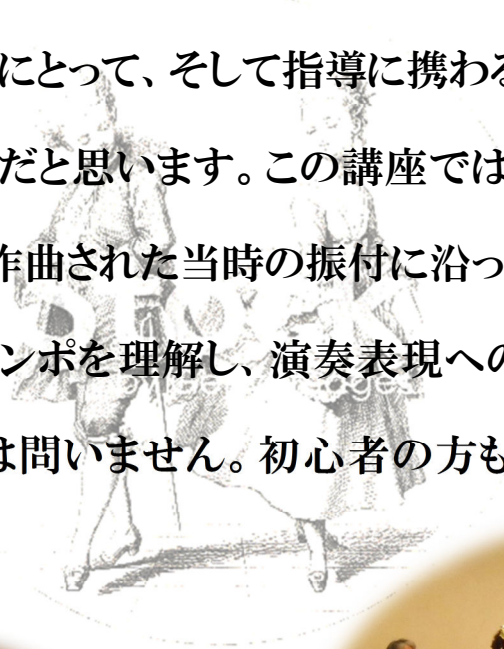 にとって、そして指導に携わる
だと思います。この講座では
作曲された当時の振付に沿っ
ンポを理解し、演奏表現への
は問いません。初心者の方も